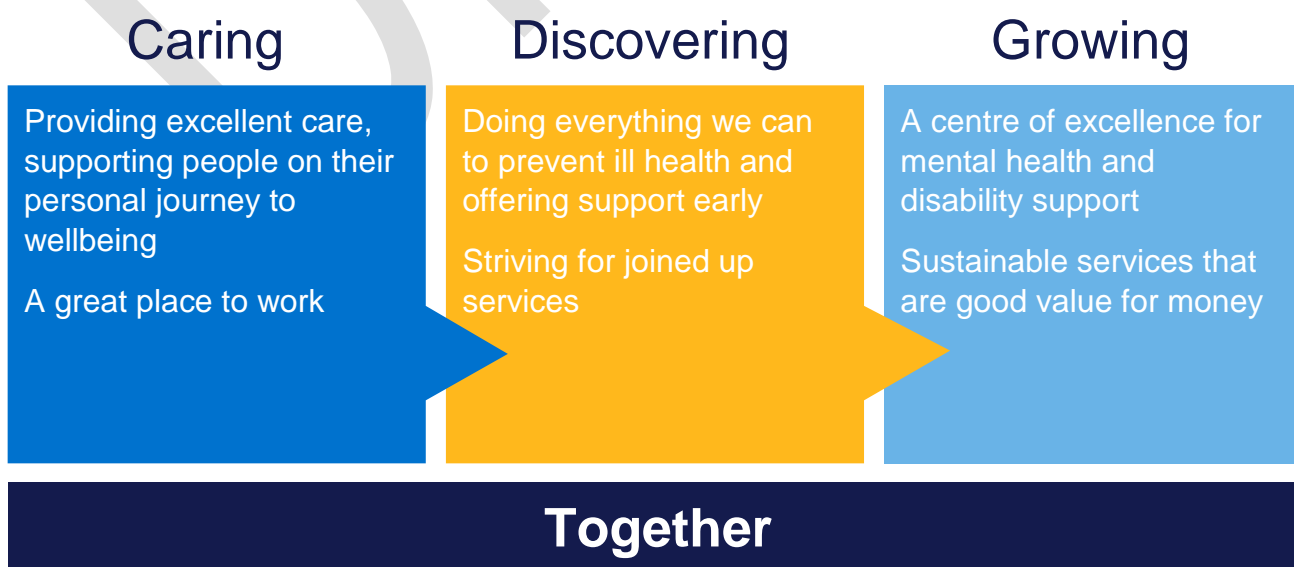 Caring
Providing excellent care,
supporting people on their
personal journey to
wellbeing
A great place to work
Discovering
Doing everything we can
to prevent ill health and
offering support early
Striving for joined up
services
Growing
A centre of excellence for
mental health and
disability support
Sustainable services that
are good value for money
Together